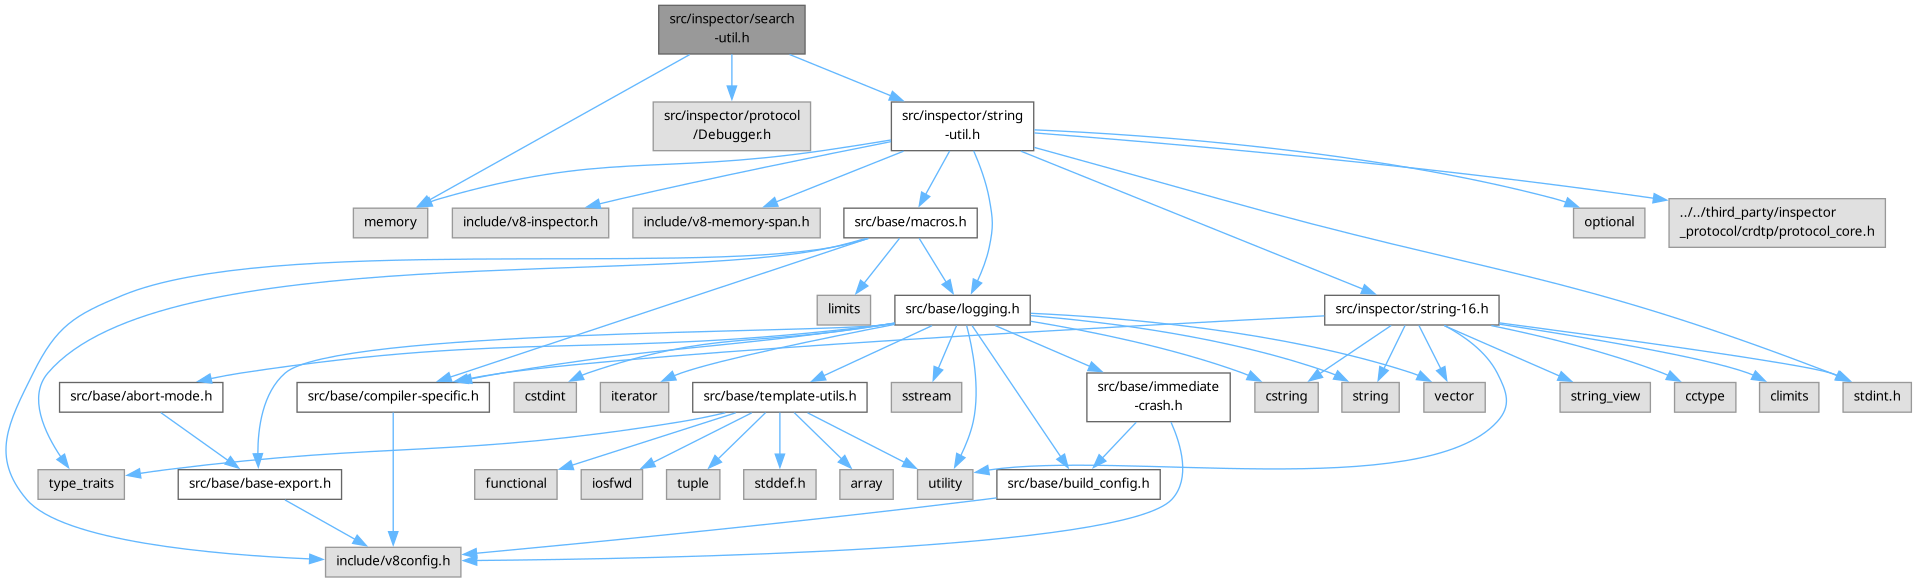 src/inspector/search
-util.h
src/inspector/protocol
/Debugger.h
src/inspector/string
-util.h
memory
include/v8-inspector.h
include/v8-memory-span.h
src/base/macros.h
optional
../../third_party/inspector
_protocol/crdtp/protocol_core.h
limits
src/base/logging.h
src/inspector/string-16.h
src/base/abort-mode.h
src/base/compiler-specific.h
cstdint
iterator
src/base/template-utils.h
sstream
src/base/immediate
-crash.h
cstring
string
vector
string_view
cctype
climits
stdint.h
type_traits
src/base/base-export.h
functional
iosfwd
tuple
stddef.h
array
utility
src/base/build_config.h
include/v8config.h